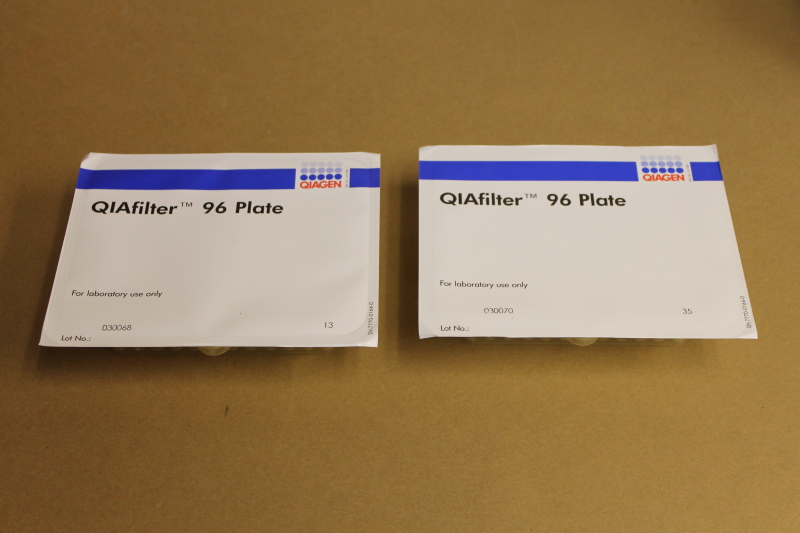 QIAGEN
QIAfilter™ 96 Plate
For laboratory use only
030068 13
Lot No.:
QIAGEN
QIAfilter™ 96 Plate
For laboratory use only
030070 35
Lot No.: